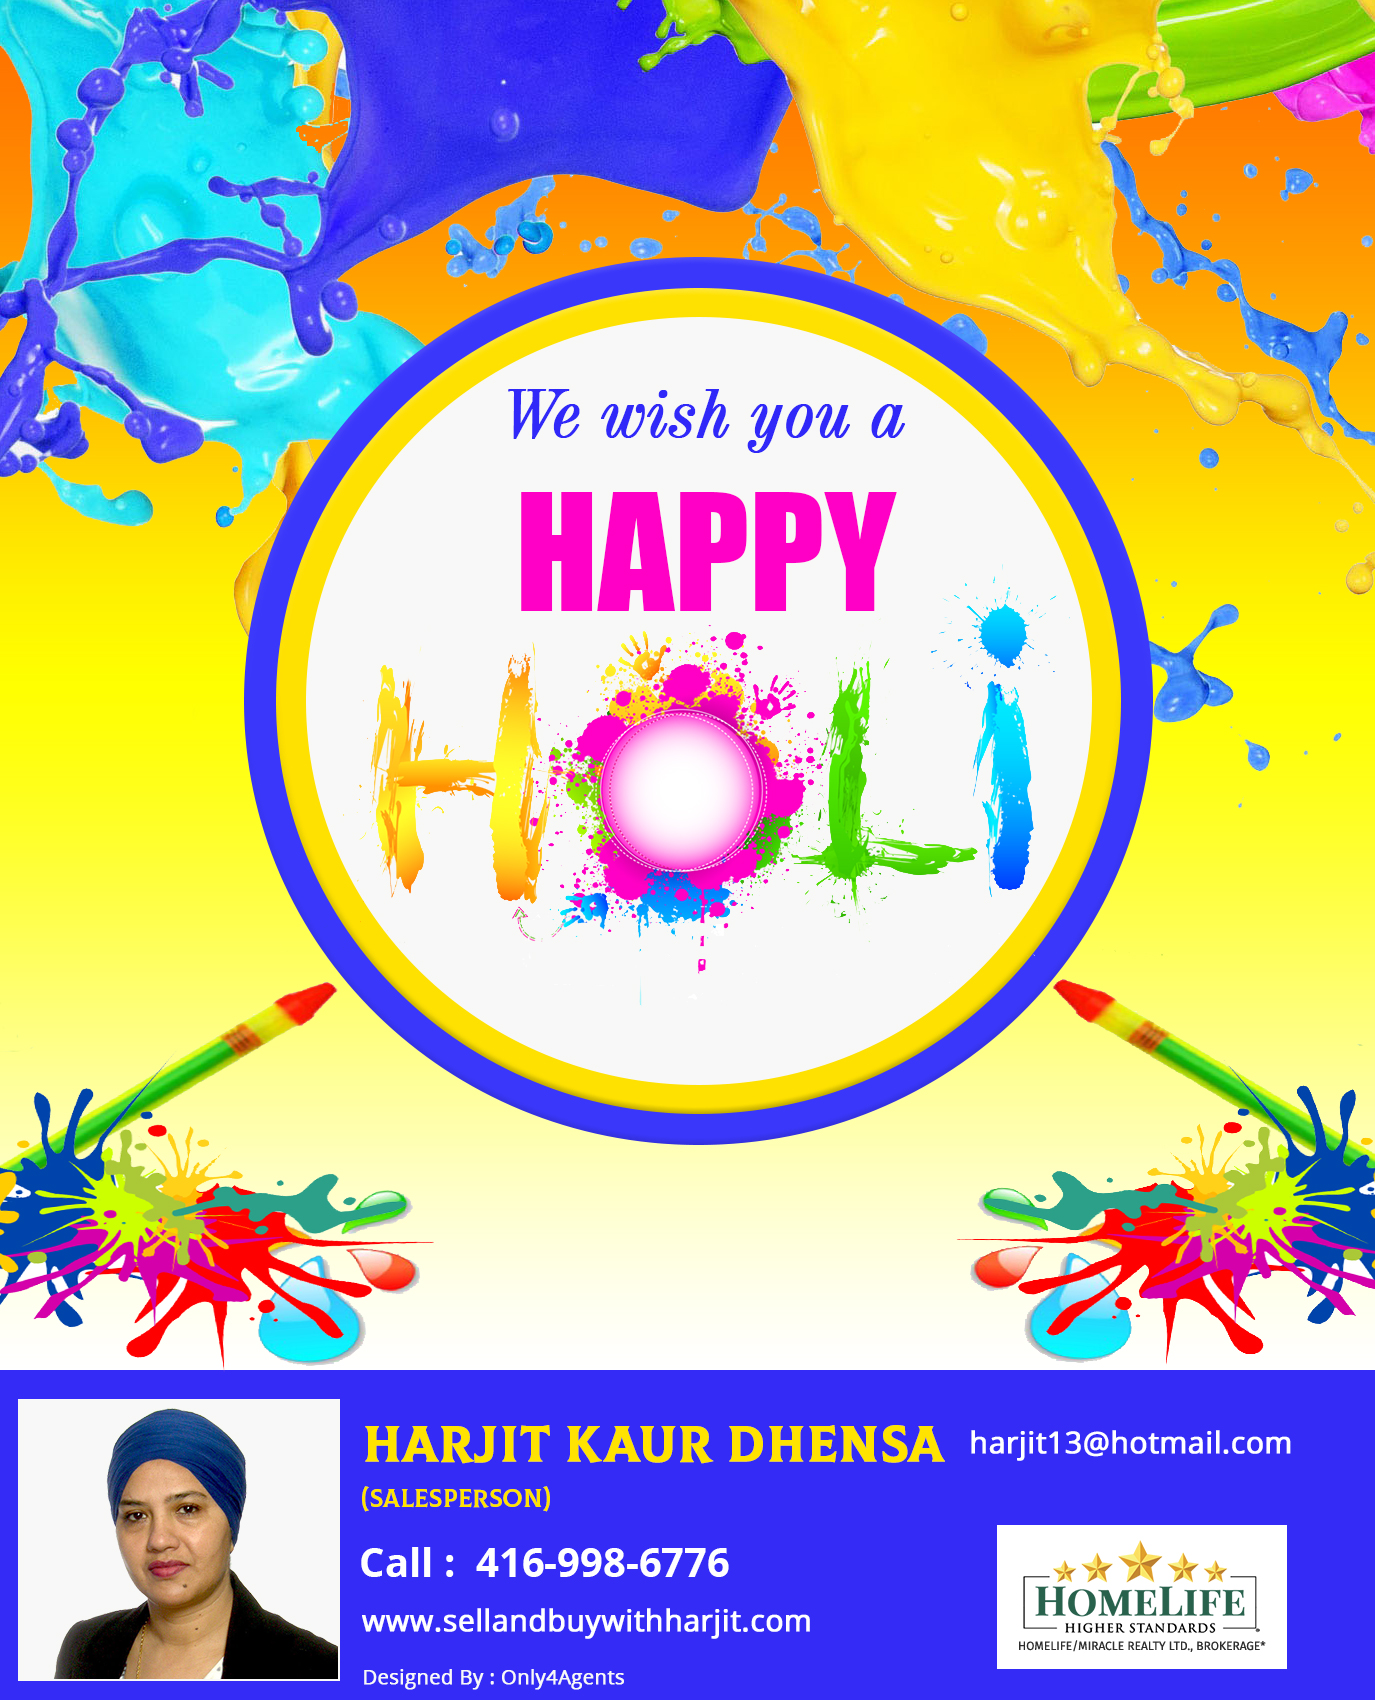 We wish you a
HAPPY
HOLi
HARJIT KAUR DHENSA
(SALESPERSON)
Call : 416-998-6776
www.sellandbuywithharjit.com
Designed By : Only4Agents
harjit13@hotmail.com
HOMELIFE
HIGHER STANDARDS
HOMELIFE/MIRACLE REALTY LTD., BROKERAGE*